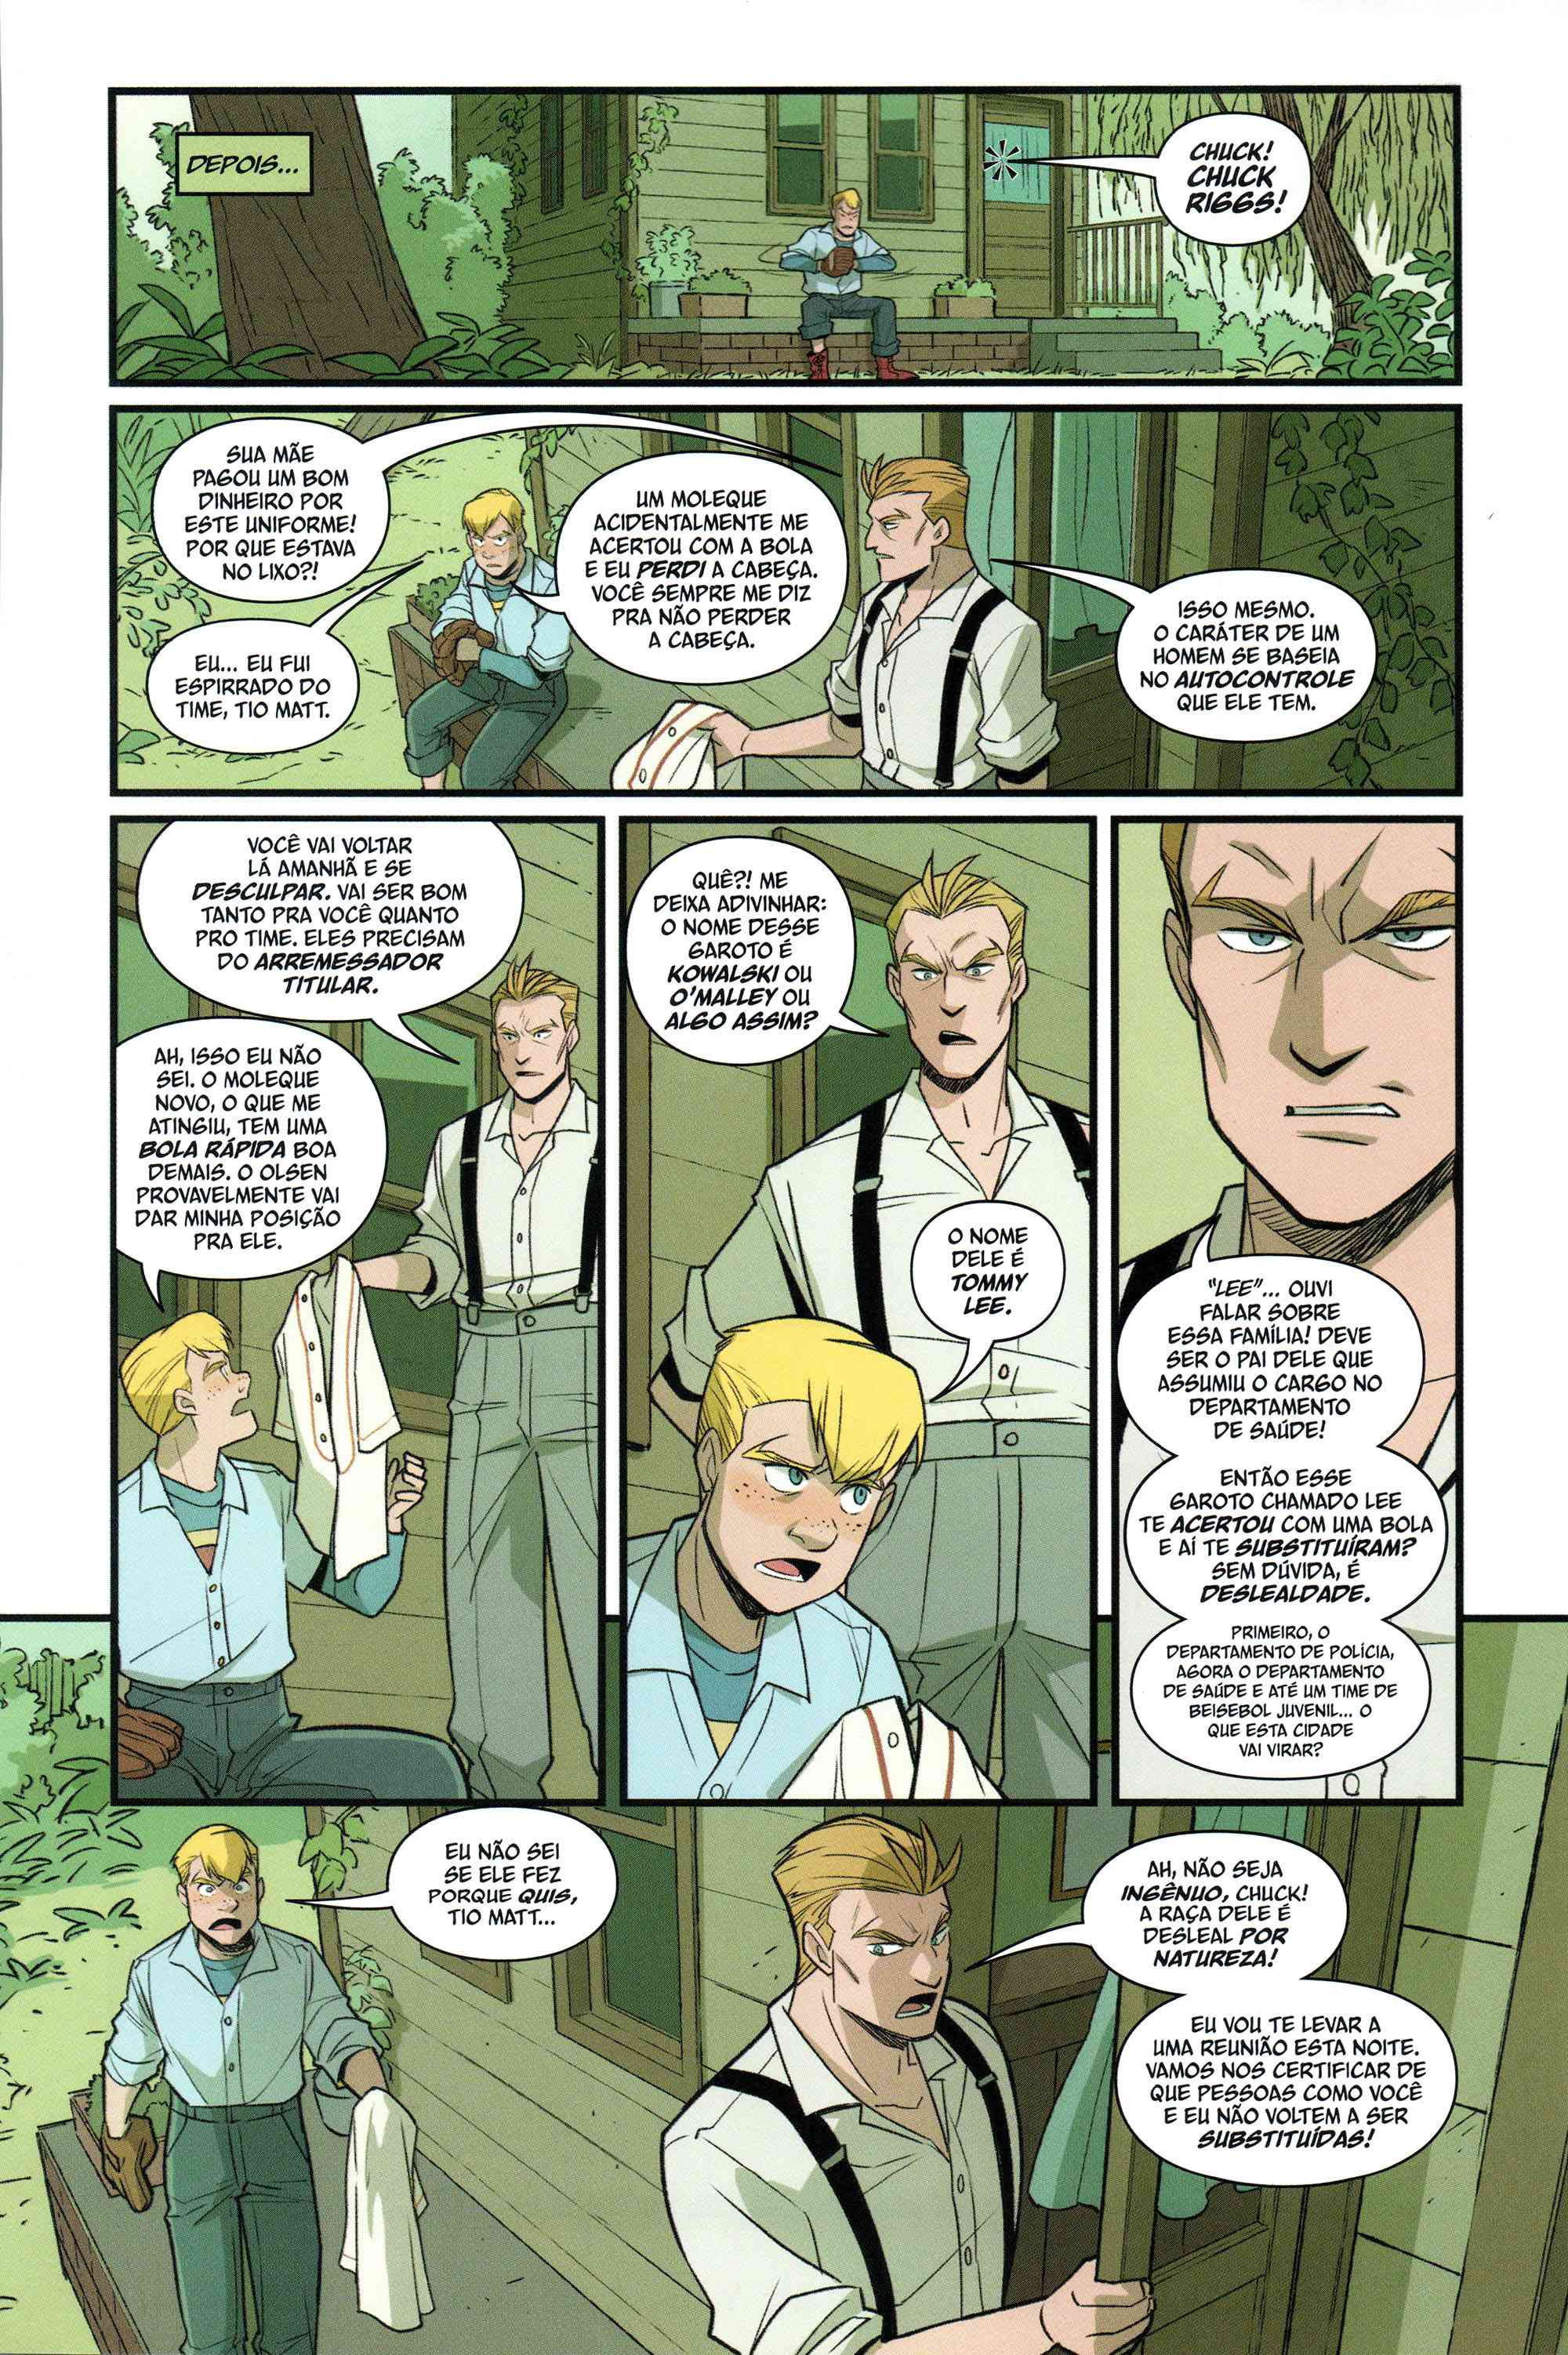 DEPOIS...
CHUCK!
CHUCK
RIGGS!
SUA MÃE
PAGOU UM BOM
DINHEIRO POR
ESTE UNIFORME!
POR QUE ESTAVA
NO LIXO?!
EU... EU FUI
ESPIRRADO DO
TIME, TIO MATT.
UM MOLEQUE
ACIDENTALMENTE ME
ACERTOU COM A BOLA
E EU PERDI A CABEÇA.
VOCÊ SEMPRE ME DIZ
PRA NÃO PERDER
A CABEÇA.
ISSO MESMO.
O CARÁTER DE UM
HOMEM SE BASEIA
NO AUTOCONTROLE
QUE ELE TEM.
VOCÊ VAI VOLTAR
LÁ AMANHÃ E SE
DESCULPAR. VAI SER BOM
TANTO PRA VOCÊ QUANTO
PRO TIME. ELES PRECISAM
DO ARREMESSADOR
TITULAR.
AH, ISSO EU NÃO
SEI. O MOLEQUE
NOVO, O QUE ME
ATINGIU, TEM UMA
BOLA RÁPIDA BOA
DEMAIS. O OLSEN
PROVAVELMENTE VAI
DAR MINHA POSIÇÃO
PRA ELE.
QUÊ?! ME
DEIXA ADIVINHAR:
O NOME DESSE
GAROTO É
KOWALSKI OU
O'MALLEY OU
ALGO ASSIM?
O NOME
DELE É
TOMMY
LEE.
"LEE"... OUVI
FALAR SOBRE
ESSA FAMÍLIA! DEVE
SER O PAI DELE QUE
ASSUMIU O CARGO NO
DEPARTAMENTO
DE SAÚDE!
ENTÃO ESSE
GAROTO CHAMADO LEE
TE ACERTOU COM UMA BOLA
E AÍ TE SUBSTITUÍRAM?
SEM DÚVIDA, É
DESLEALDADE.
PRIMEIRO, O
DEPARTAMENTO DE POLÍCIA,
AGORA O DEPARTAMENTO
DE SAÚDE E ATÉ UM TIME DE
BEISEBOL JUVENIL... O
QUE ESTA CIDADE
VAI VIRAR?
EU NÃO SEI
SE ELE FEZ
PORQUE QUIS,
TIO MATT...
AH, NÃO SEJA
INGÊNUO, CHUCK!
A RAÇA DELE É
DESLEAL POR
NATUREZA!
EU VOU TE LEVAR A
UMA REUNIÃO ESTA NOITE.
VAMOS NOS CERTIFICAR DE
QUE PESSOAS COMO VOCÊ
E EU NÃO VOLTEM A SER
SUBSTITUÍDAS!